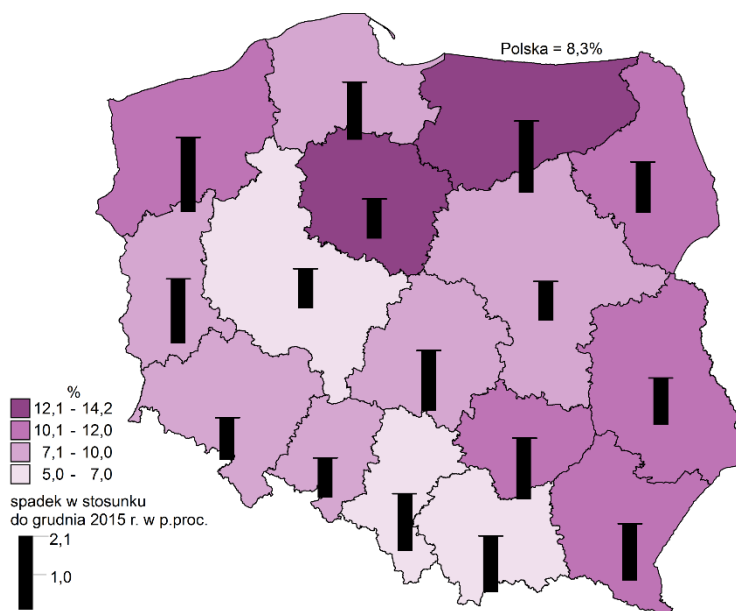 Polska = 8,3%
%
12,1 - 14,2
10,1 - 12,0
7,1 - 10,0
5,0 - 7,0
spadek w stosunku
do grudnia 2015 r. w p.proc.
2,1
1,0